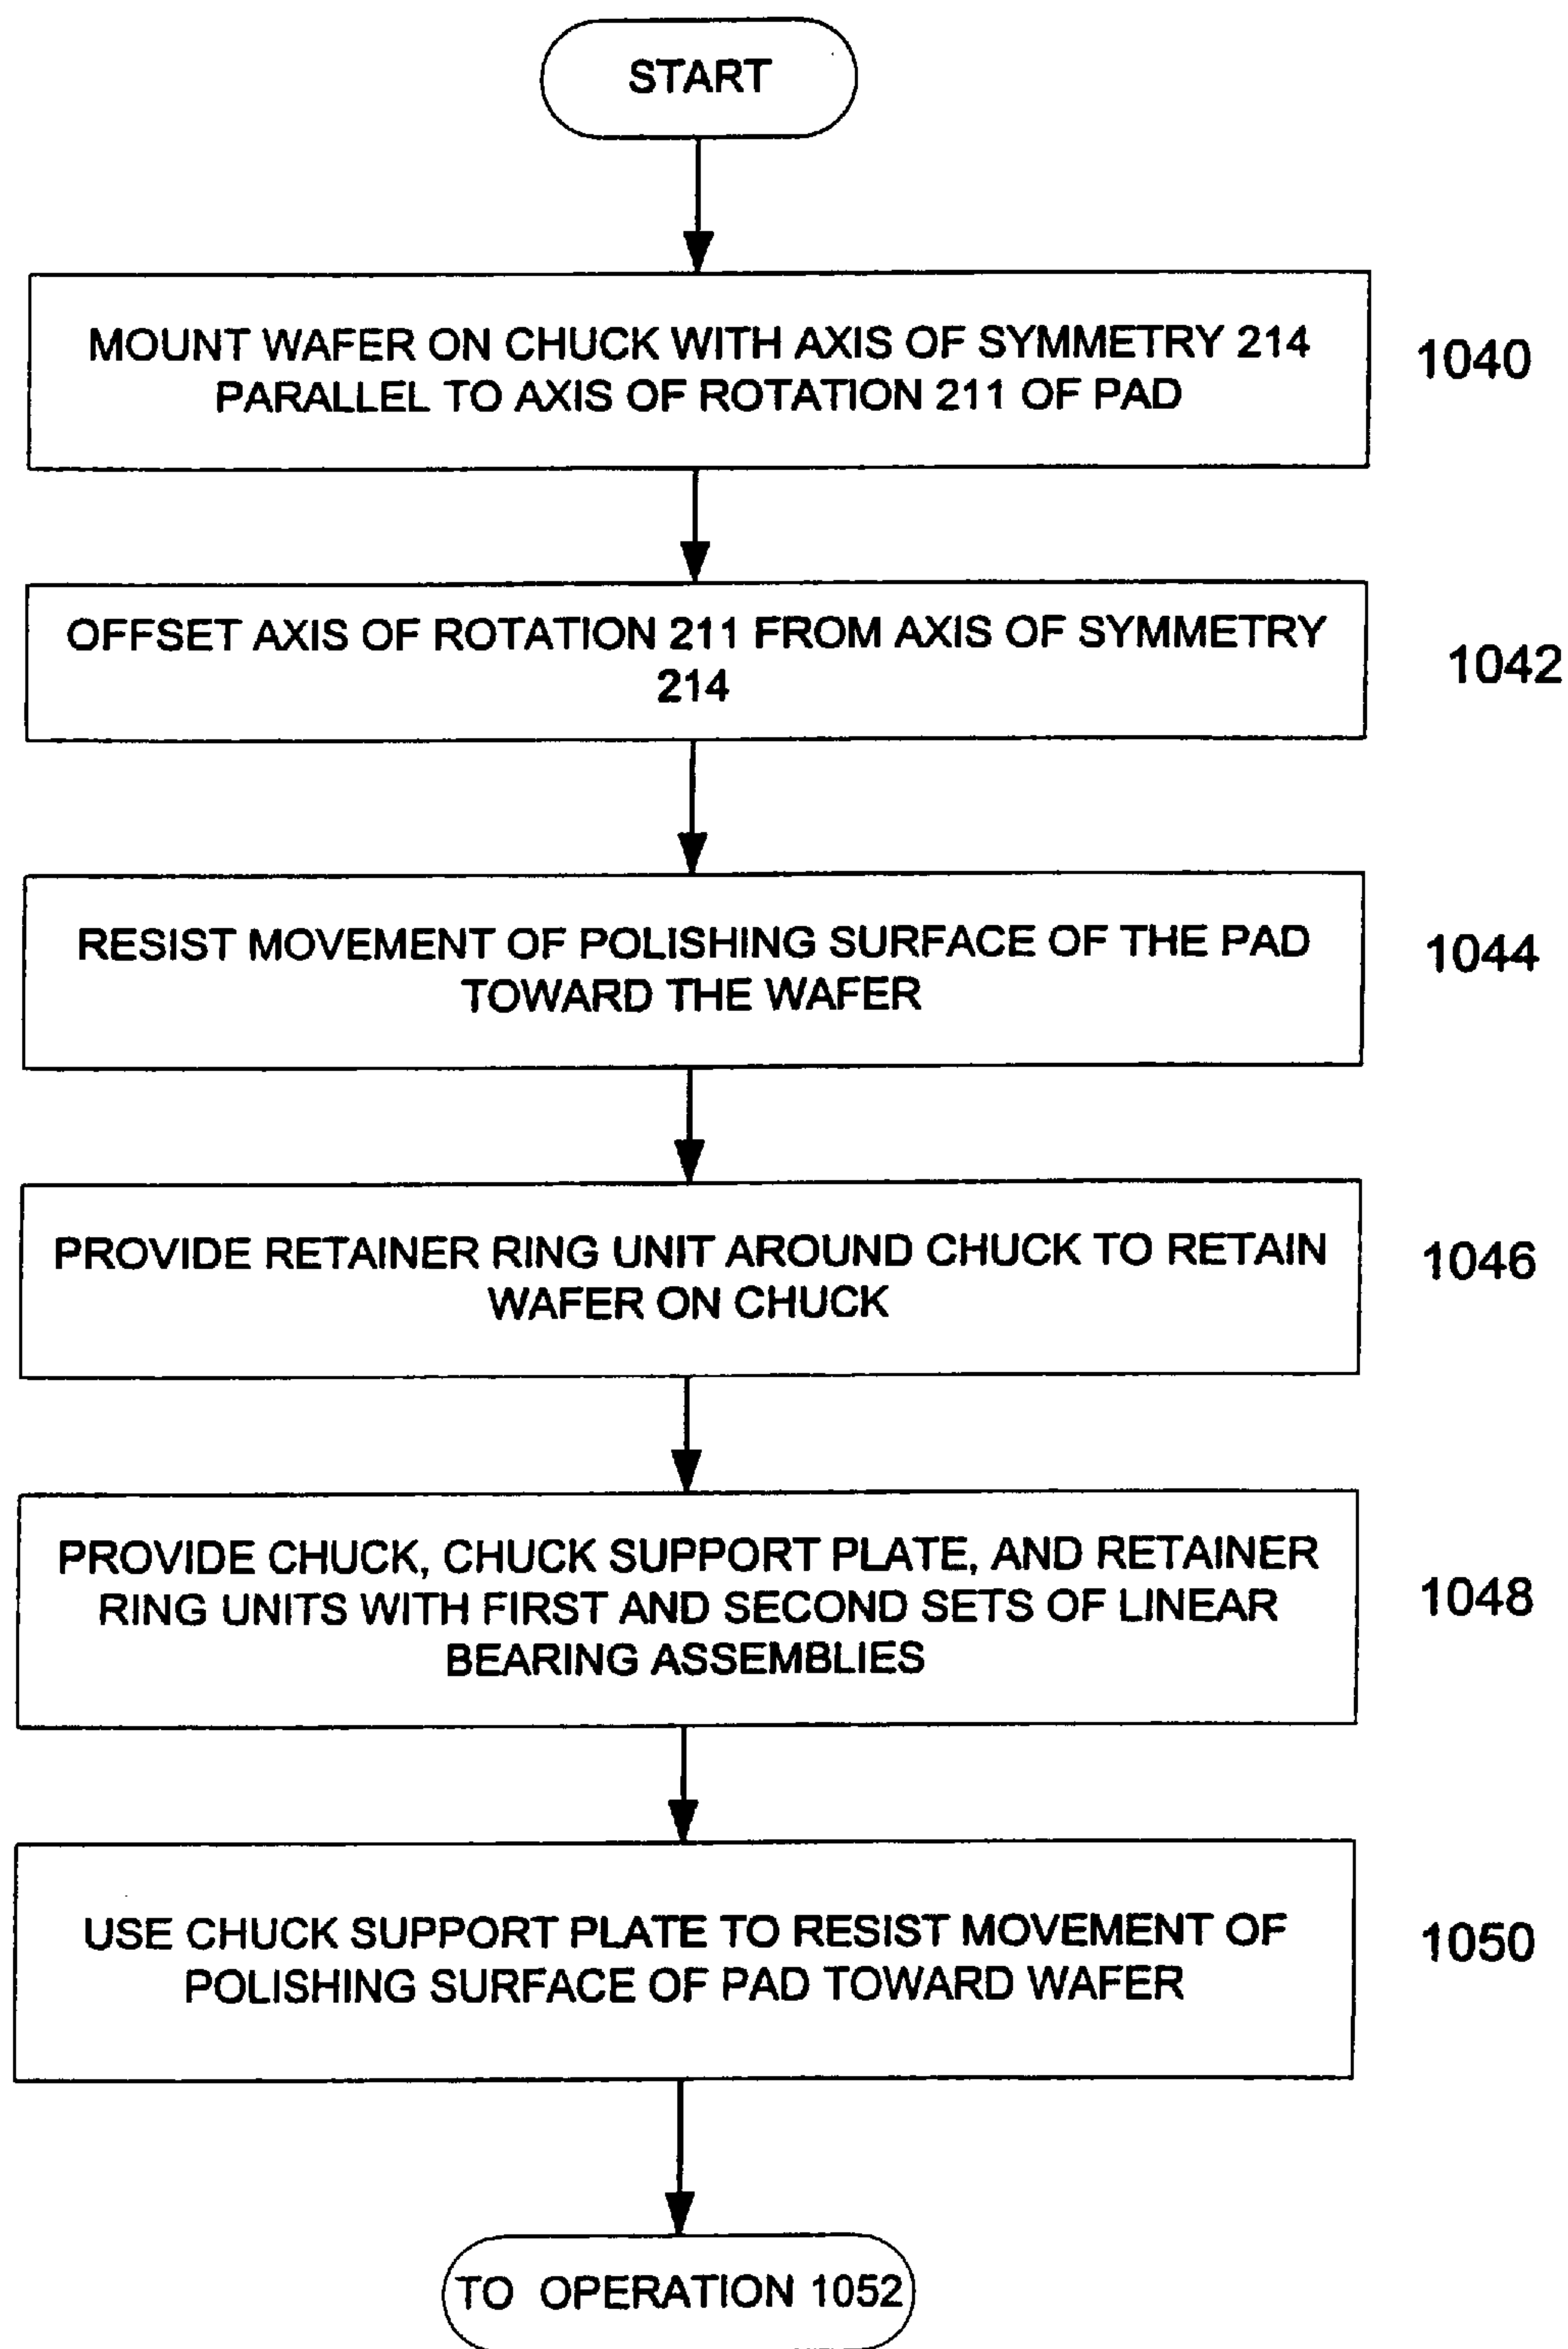 START
MOUNT WAFER ON CHUCK WITH AXIS OF SYMMETRY 214
PARALLEL TO AXIS OF ROTATION 211 OF PAD
1040
OFFSET AXIS OF ROTATION 211 FROM AXIS OF SYMMETRY
214
1042
RESIST MOVEMENT OF POLISHING SURFACE OF THE PAD
TOWARD THE WAFER
1044
PROVIDE RETAINER RING UNIT AROUND CHUCK TO RETAIN
WAFER ON CHUCK
1046
PROVIDE CHUCK, CHUCK SUPPORT PLATE, AND RETAINER
RING UNITS WITH FIRST AND SECOND SETS OF LINEAR
BEARING ASSEMBLIES
1048
USE CHUCK SUPPORT PLATE TO RESIST MOVEMENT OF
POLISHING SURFACE OF PAD TOWARD WAFER
1050
TO OPERATION 1052